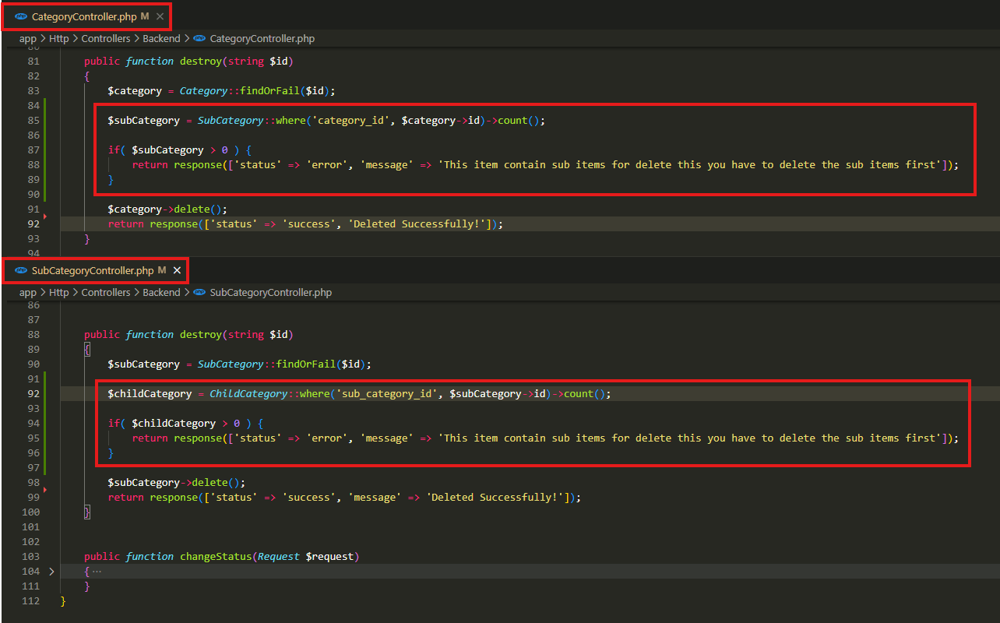 CategoryController.php M ×
app > Http > Controllers > Backend > CategoryController.php
80
81 public function destroy(string $id)
82 {
83 $category = Category::findOrFail($id);
84
85 $subCategory = SubCategory::where('category_id', $category->id)->count();
86
87 if( $subCategory > 0 ) {
88 return response(['status' => 'error', 'message' => 'This item contain sub items for delete this you have to delete the sub items first']);
89 }
90
91 $category->delete();
92 return response(['status' => 'success', 'Deleted Successfully!']);
93 }
94
SubCategoryController.php M ×
app > Http > Controllers > Backend > SubCategoryController.php
86
87
88 public function destroy(string $id)
89 {
90 $subCategory = SubCategory::findOrFail($id);
91
92 $childCategory = ChildCategory::where('sub_category_id', $subCategory->id)->count();
93
94 if( $childCategory > 0 ) {
95 return response(['status' => 'error', 'message' => 'This item contain sub items for delete this you have to delete the sub items first']);
96 }
97
98 $subCategory->delete();
99 return response(['status' => 'success', 'message' => 'Deleted Successfully!']);
100 }
101
102
103 public function changeStatus(Request $request)
104 > { ···
111 }
112 }